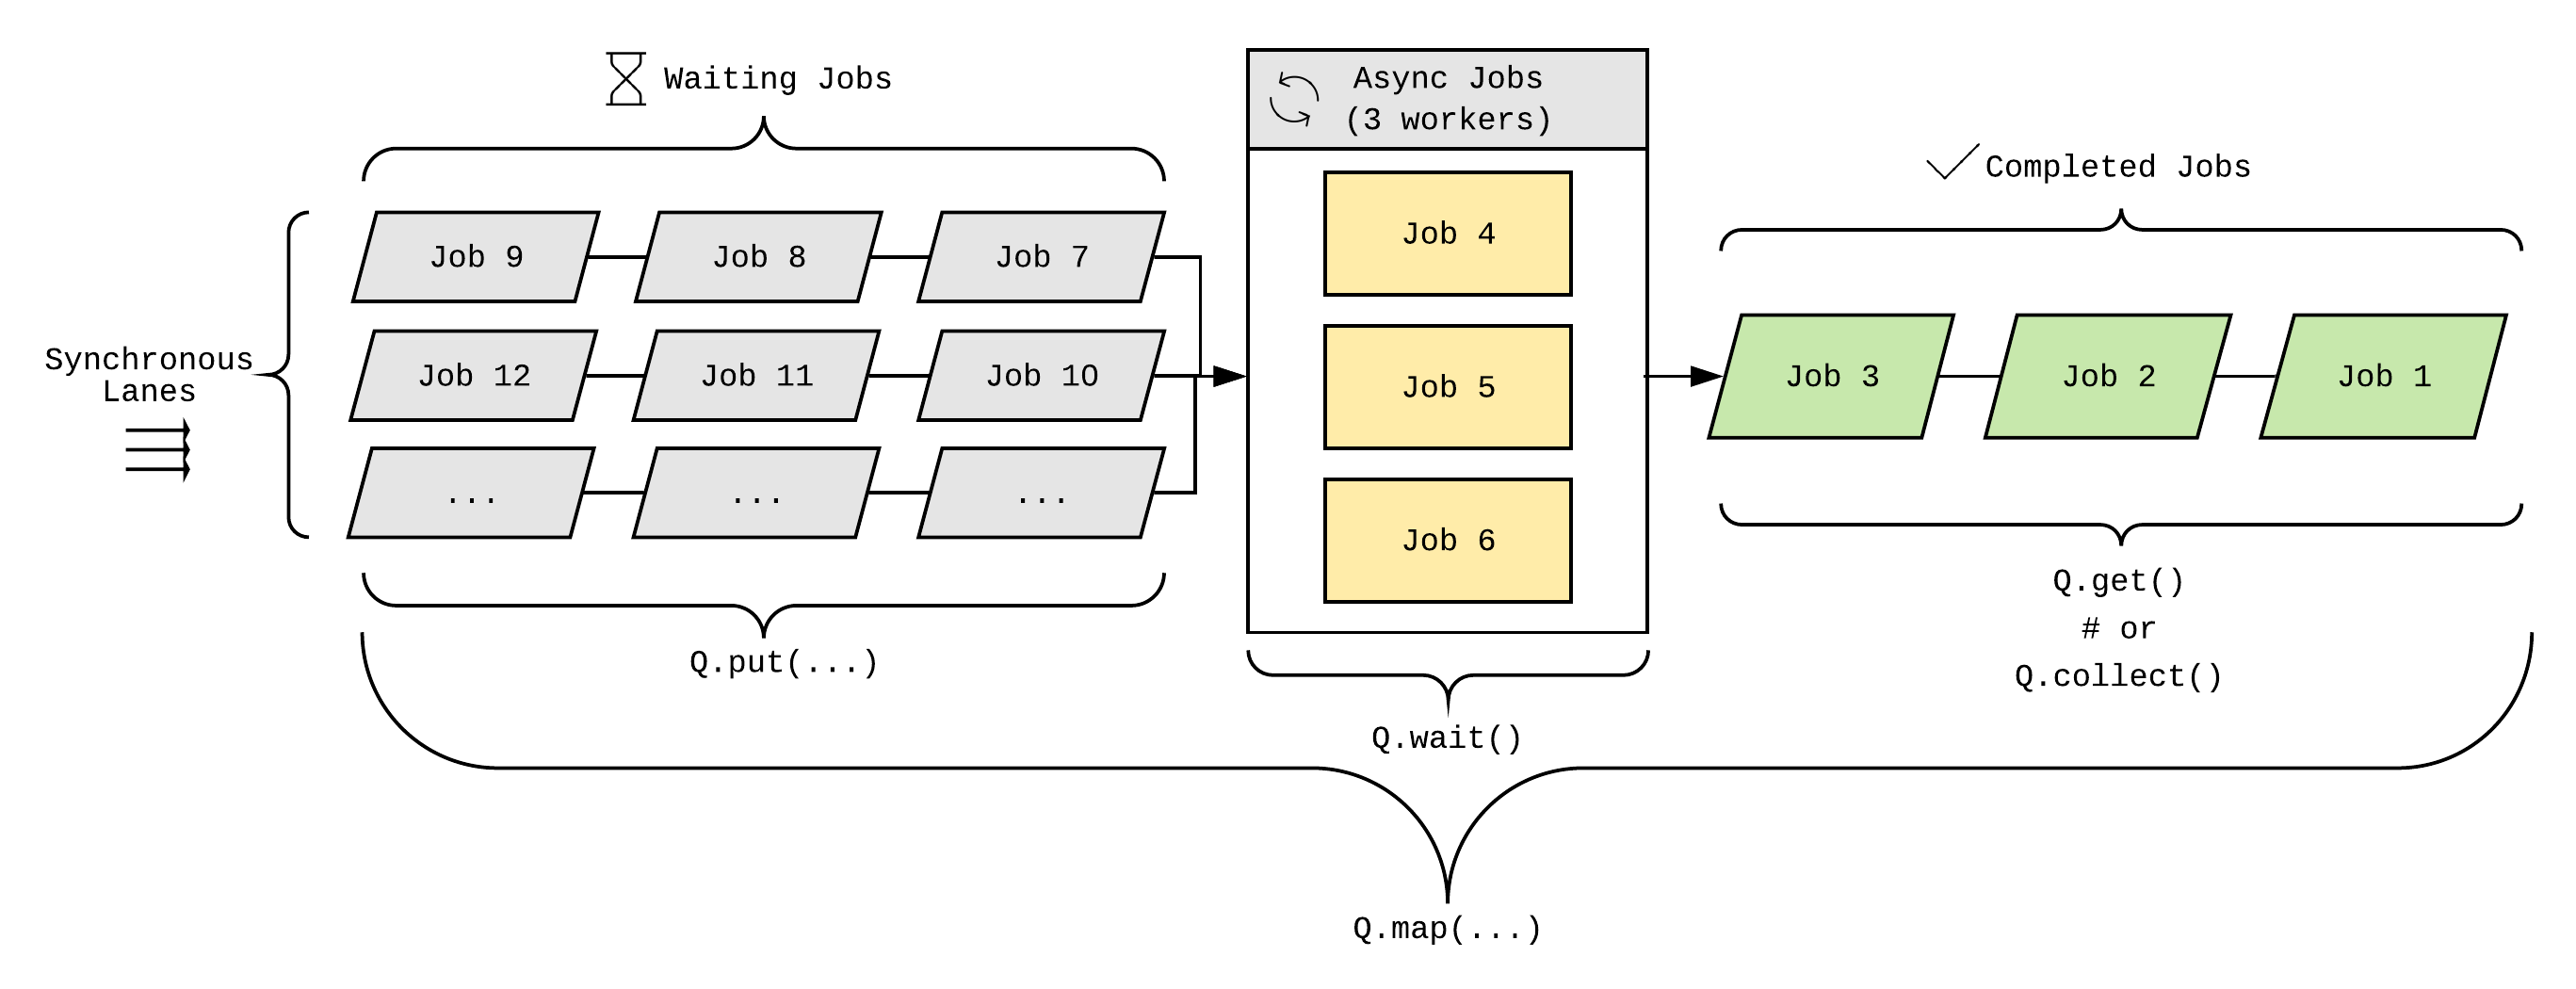 Waiting Jobs
Async Jobs
(3 workers)
Completed Jobs
Synchronous
Lanes
Job 9
Job 8
Job 7
Job 12
Job 11
Job 10
...
...
...
Job 4
Job 5
Job 6
Job 3
Job 2
Job 1
Q.put(...)
Q.wait()
Q.get()
# or
Q.collect()
Q.map(...)